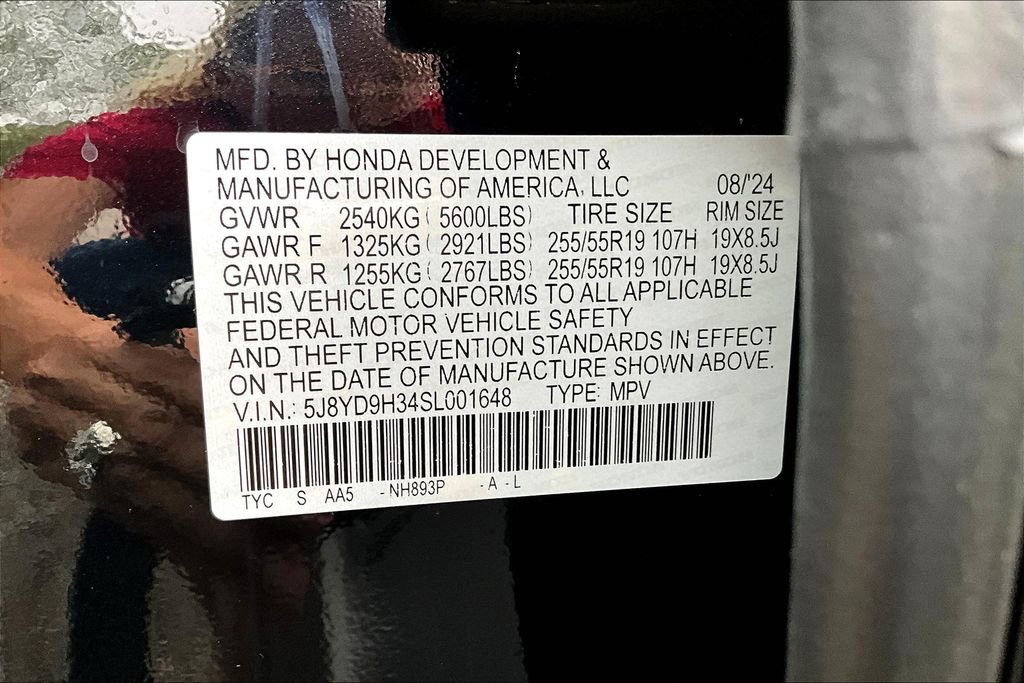 MFD. BY HONDA DEVELOPMENT &
MANUFACTURING OF AMERICA, LLC 08/'24
GVWR 2540KG ( 5600LBS) TIRE SIZE RIM SIZE
GAWR F 1325KG ( 2921LBS) 255/55R19 107H 19X8.5J
GAWR R 1255KG ( 2767LBS) 255/55R19 107H 19X8.5J
THIS VEHICLE CONFORMS TO ALL APPLICABLE
FEDERAL MOTOR VEHICLE SAFETY
AND THEFT PREVENTION STANDARDS IN EFFECT
ON THE DATE OF MANUFACTURE SHOWN ABOVE.
V.I.N.: 5J8YD9H34SL001648 TYPE: MPV
TYC S AA5 -NH893P -A -L